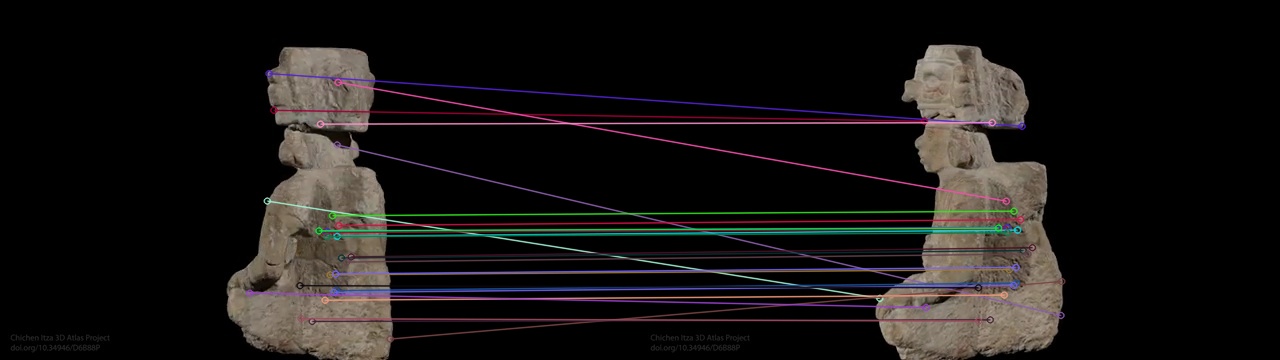 Chichen Itza 3D Atlas Project
doi.org/10.34946/D6B88P
Chichen Itza 3D Atlas Project
doi.org/10.34946/D6B88P